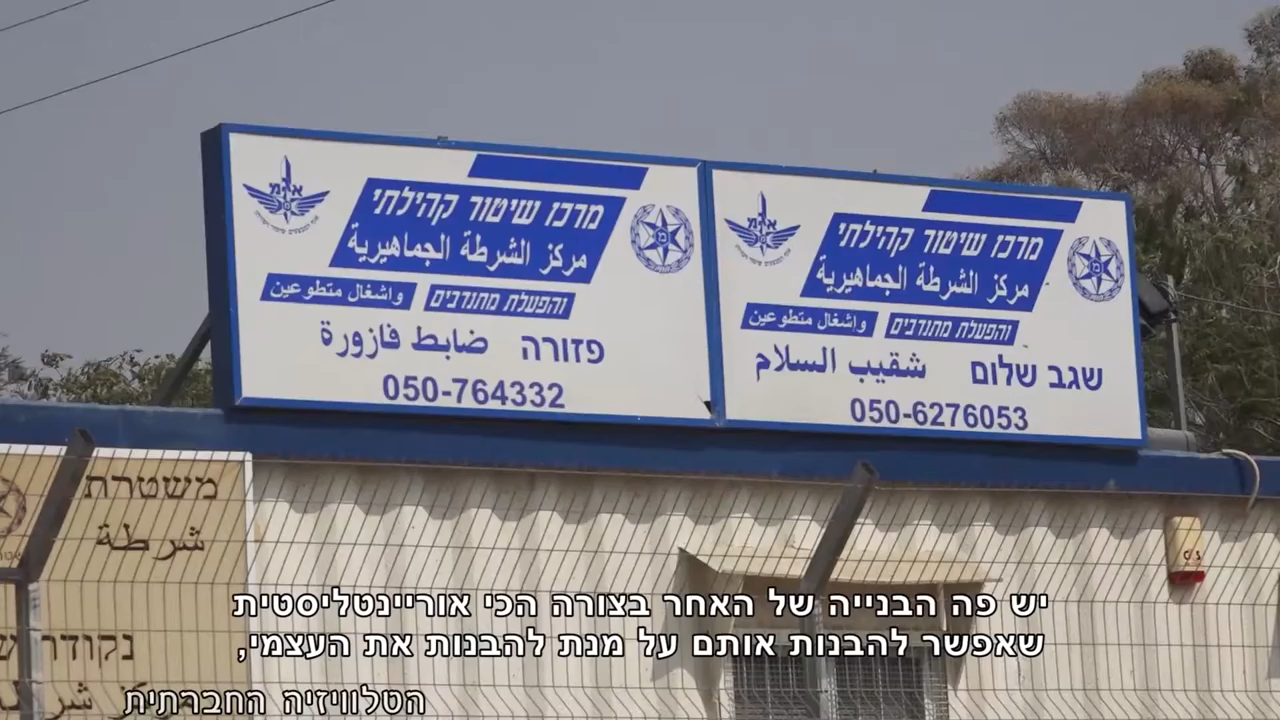 מרכז שיטור קהילתי
مركز الشرطة الجماهيرية
והפעלת מתנדבים واشغال متطوعين
פזורה ضابط فازورة
050-764332
מרכז שיטור קהילתי
مركز الشرطة الجماهيرية
והפעלת מתנדבים واشغال متطوعين
שגב שלום شقيب السلام
050-6276053
משטרת
شرطة
נקודת
יש פה הבנייה של האחר בצורה הכי אוריינטליסטית
שאפשר להבנות אותם על מנת להבנות את העצמי,
הטלוויזיה החברתית